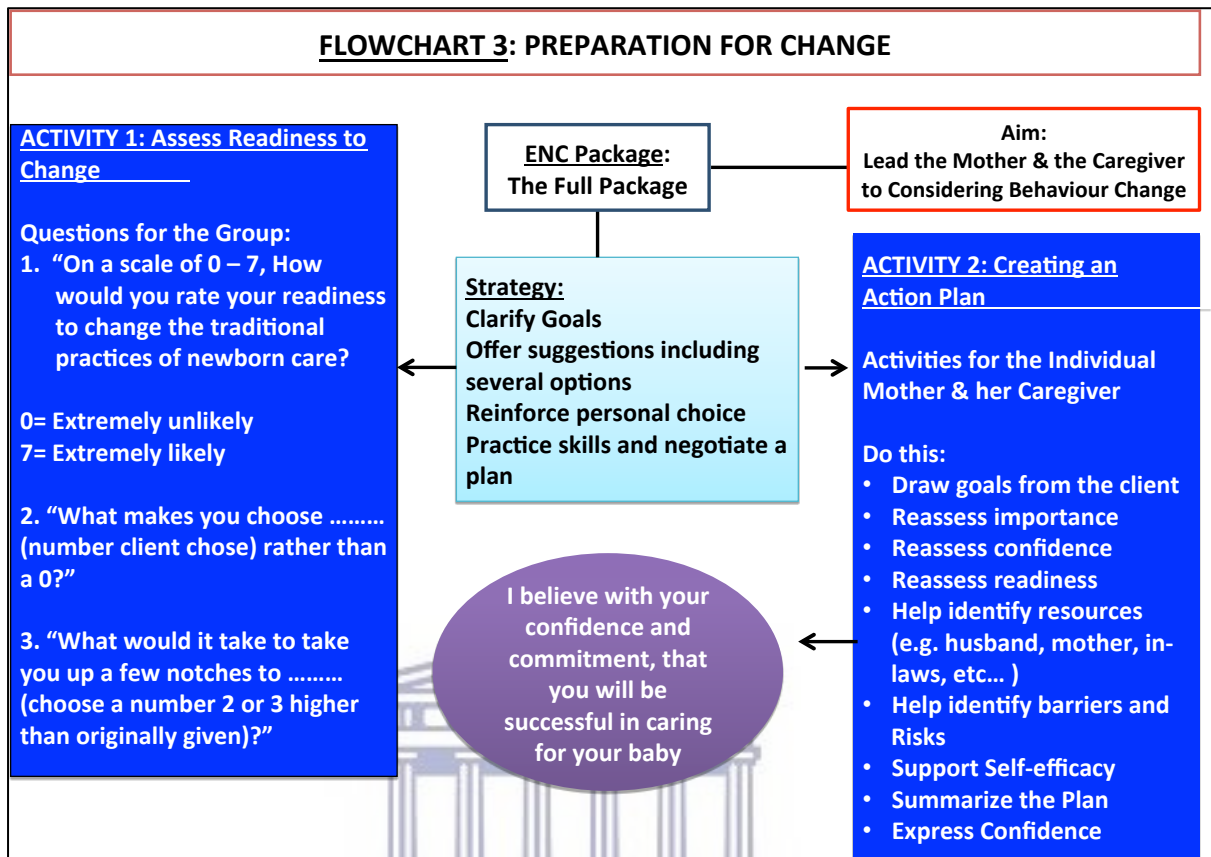 FLOWCHART 3: PREPARATION FOR CHANGE
ACTIVITY 1: Assess Readiness to
Change
Questions for the Group:
1. “On a scale of 0 – 7, How
would you rate your readiness
to change the traditional
practices of newborn care?
0= Extremely unlikely
7= Extremely likely
2. “What makes you choose ………
(number client chose) rather than
a 0?”
3. “What would it take to take
you up a few notches to ………
(choose a number 2 or 3 higher
than originally given)?”
ENC Package:
The Full Package
Aim:
Lead the Mother & the Caregiver
to Considering Behaviour Change
Strategy:
Clarify Goals
Offer suggestions including
several options
Reinforce personal choice
Practice skills and negotiate a
plan
ACTIVITY 2: Creating an
Action Plan
Activities for the Individual
Mother & her Caregiver
Do this:
• Draw goals from the client
• Reassess importance
• Reassess confidence
• Reassess readiness
• Help identify resources
(e.g. husband, mother, in-
laws, etc… )
• Help identify barriers and
Risks
• Support Self-efficacy
• Summarize the Plan
• Express Confidence
I believe with your
confidence and
commitment, that
you will be
successful in caring
for your baby